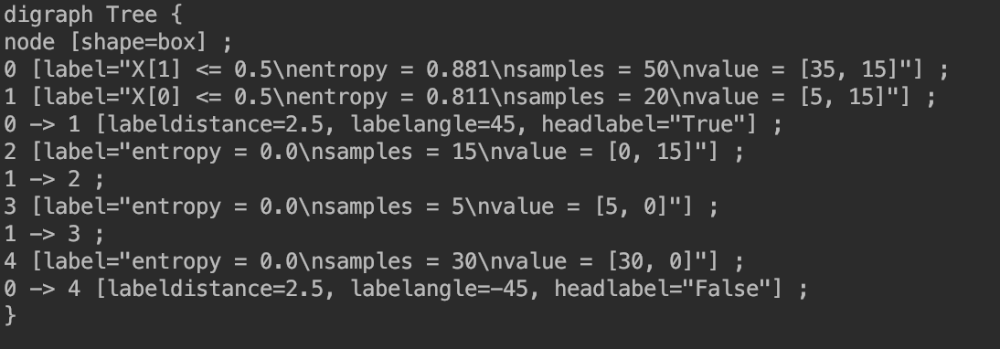 digraph Tree {
node [shape=box] ;
0 [label="X[1] <= 0.5\nentropy = 0.881\nsamples = 50\nvalue = [35, 15]"] ;
1 [label="X[0] <= 0.5\nentropy = 0.811\nsamples = 20\nvalue = [5, 15]"] ;
0 -> 1 [labeldistance=2.5, labelangle=45, headlabel="True"] ;
2 [label="entropy = 0.0\nsamples = 15\nvalue = [0, 15]"] ;
1 -> 2 ;
3 [label="entropy = 0.0\nsamples = 5\nvalue = [5, 0]"] ;
1 -> 3 ;
4 [label="entropy = 0.0\nsamples = 30\nvalue = [30, 0]"] ;
0 -> 4 [labeldistance=2.5, labelangle=-45, headlabel="False"] ;
}